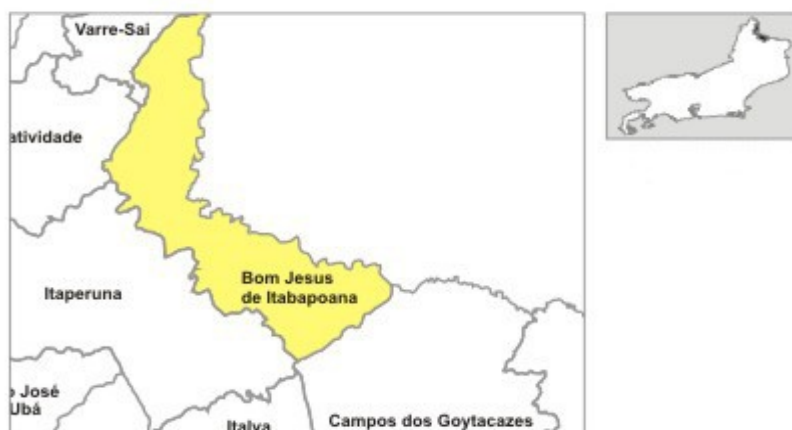 Varre-Sai
atividade
Itaperuna
Bom Jesus
de Itabapoana
o José
Ubá
Italva
Campos dos Goytacazes